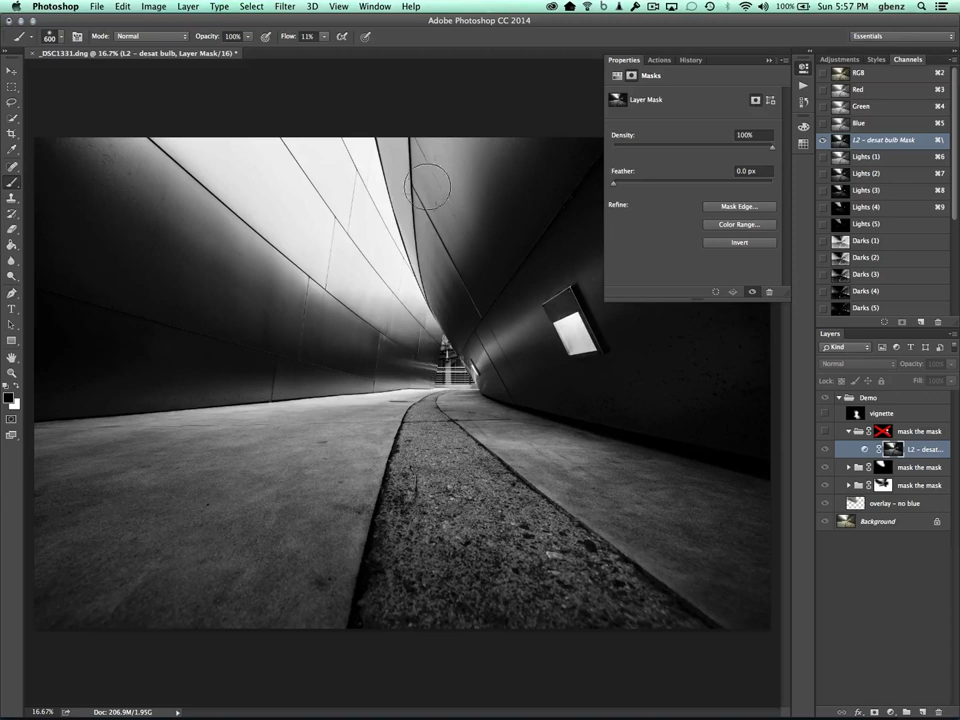 Photoshop File Edit Image Layer Type Select Filter 3D View Window Help 100% Sun 5:57 PM gbenz
Adobe Photoshop CC 2014
600 Mode: Normal Opacity: 100% Flow: 11% Essentials
× _DSC1331.dng @ 16.7% (L2 - desat bulb, Layer Mask/16) *
Properties Actions History
Masks
Layer Mask
Density: 100%
Feather: 0.0 px
Refine: Mask Edge...
Color Range...
Invert
Adjustments Styles Channels
RGB ⌘2
Red ⌘3
Green ⌘4
Blue ⌘5
L2 - desat bulb Mask ⌘\
Lights (1) ⌘6
Lights (2) ⌘7
Lights (3) ⌘8
Lights (4) ⌘9
Lights (5)
Darks (1)
Darks (2)
Darks (3)
Darks (4)
Darks (5)
Layers
Kind
Normal Opacity: 100%
Lock: Fill: 100%
Demo
vignette
mask the mask
L2 - desat...
mask the mask
mask the mask
overlay - no blue
Background
16.67% Doc: 206.9M/1.95G